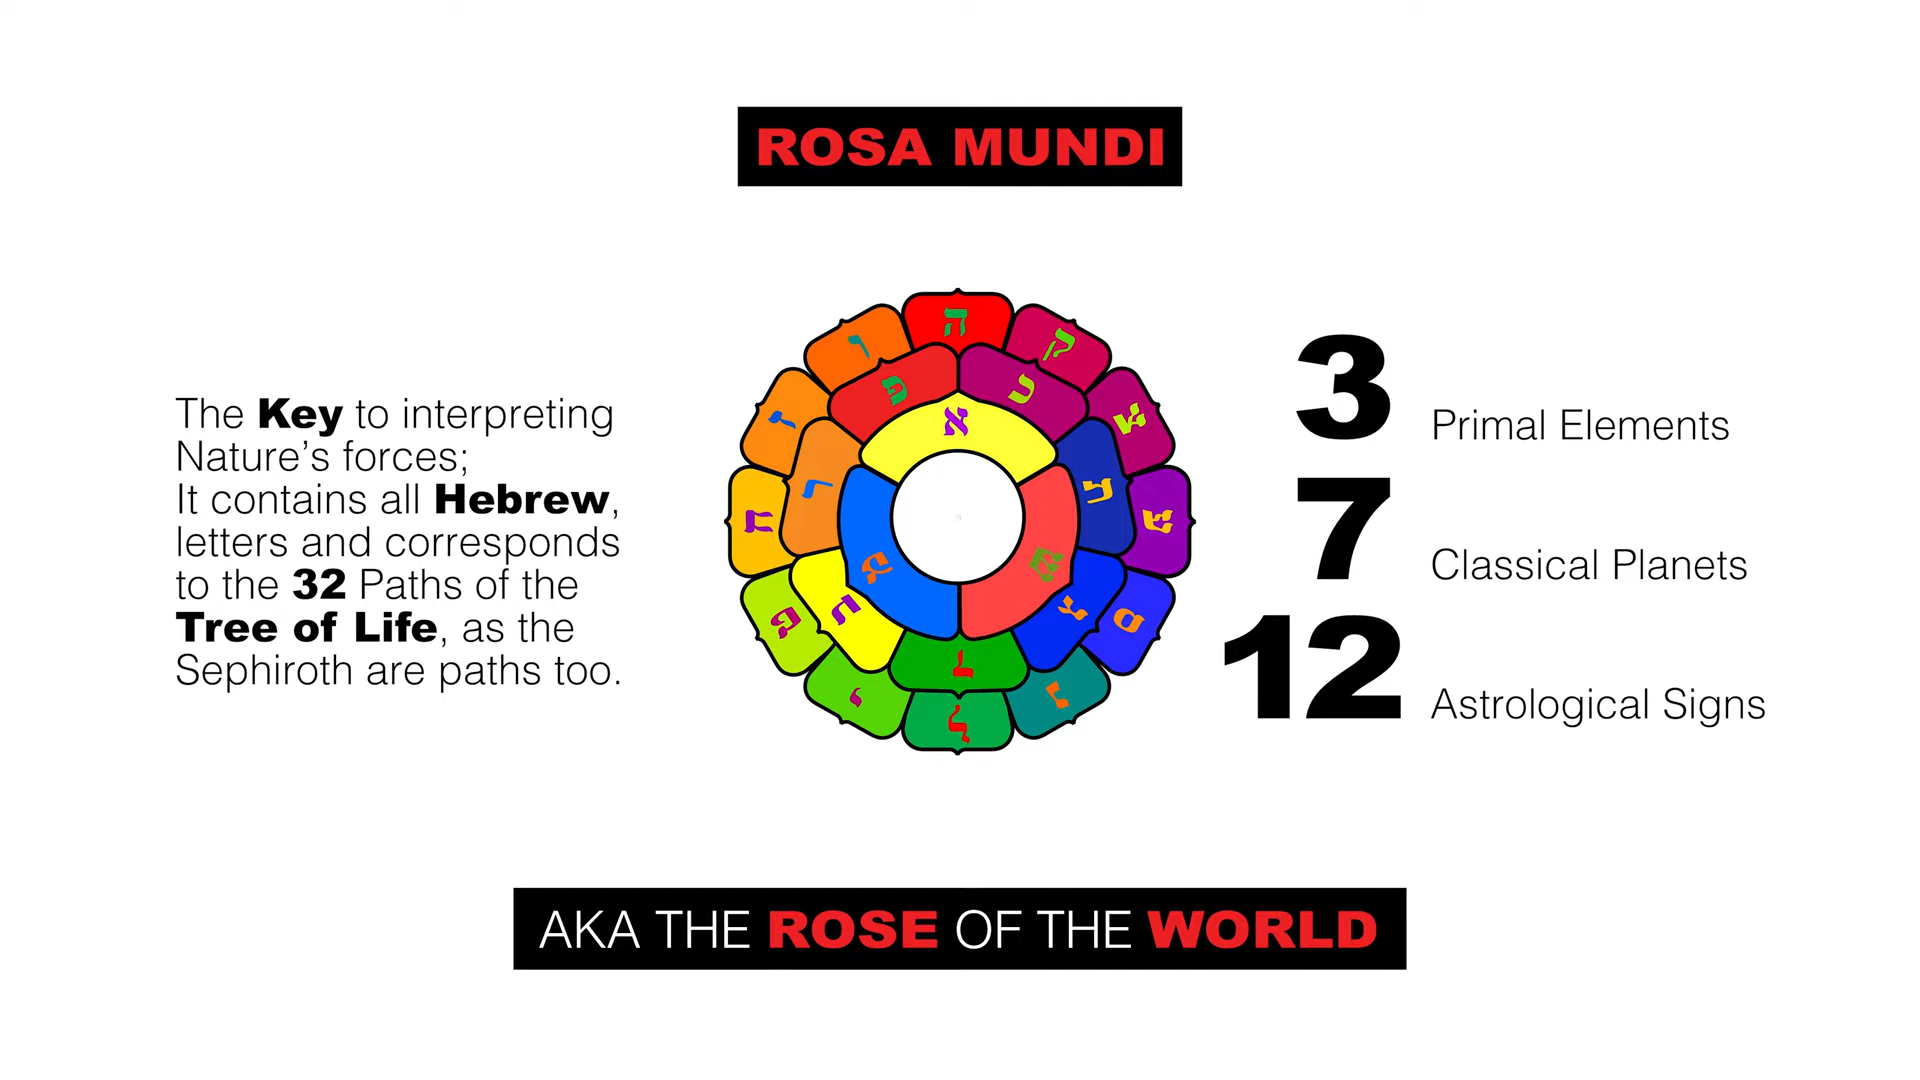 ROSA MUNDI
The Key to interpreting
Nature's forces;
It contains all Hebrew,
letters and corresponds
to the 32 Paths of the
Tree of Life, as the
Sephiroth are paths too.
ה
ק
ו
פ
כ
א
ז
ר
ח
ל
י
3 Primal Elements
7 Classical Planets
12 Astrological Signs
AKA THE ROSE OF THE WORLD